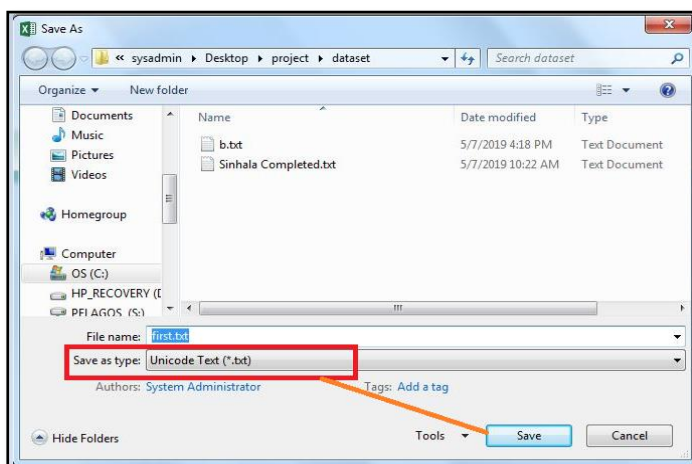 Save As
« sysadmin ▸ Desktop ▸ project ▸ dataset
Search dataset
Organize
New folder
Documents
Music
Pictures
Videos
Homegroup
Computer
OS (C:)
HP_RECOVERY (D
PELAGOS (S:)
Name Date modified Type
b.txt 5/7/2019 4:18 PM Text Document
Sinhala Completed.txt 5/7/2019 10:22 AM Text Document
File name: first.txt
Save as type: Unicode Text (*.txt)
Authors: System Administrator Tags: Add a tag
Hide Folders Tools Save Cancel